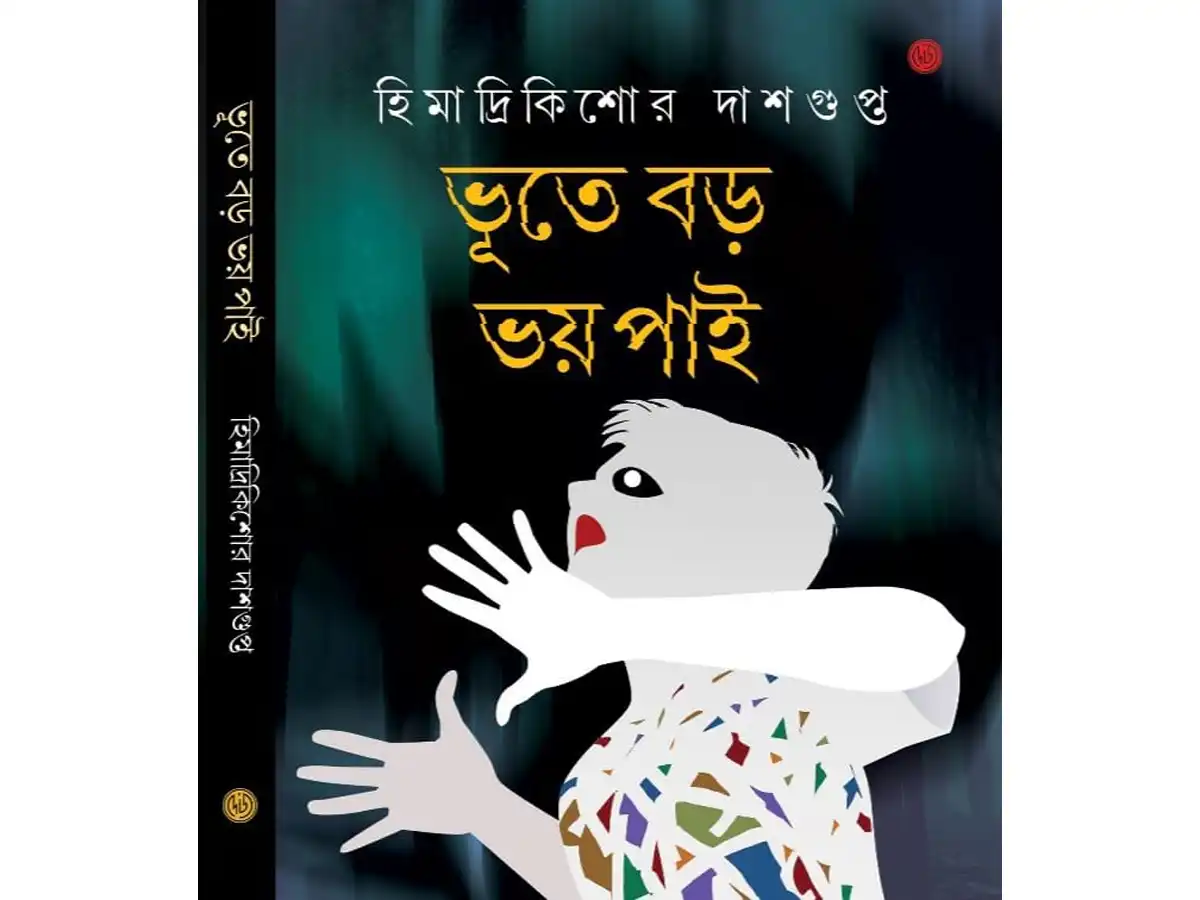 হিমাদ্রিকিশোর দাশগুপ্ত
ভূতে বড়
ভয় পাই
ভূতে বড় ভয় পাই
হিমাদ্রিকিশোর দাশগুপ্ত